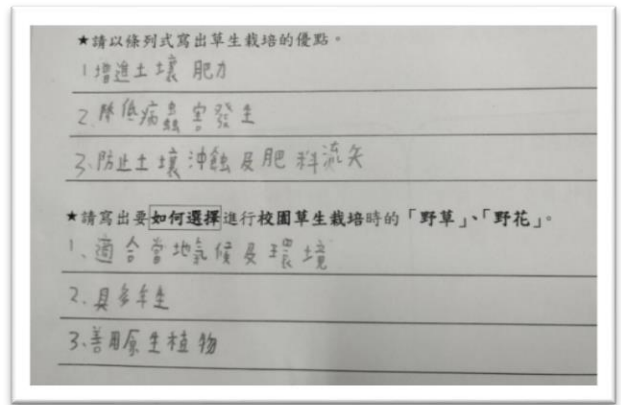 ★請以條列式寫出草生栽培的優點。
1增進土壤 肥力
2.降低病蟲害發生
3、防止土壤沖蝕及肥料流失
★請寫出要如何選擇進行校園草生栽培時的「野草」、「野花」。
1、適合當地氣候及環境
2.具多年生
3、善用原生植物